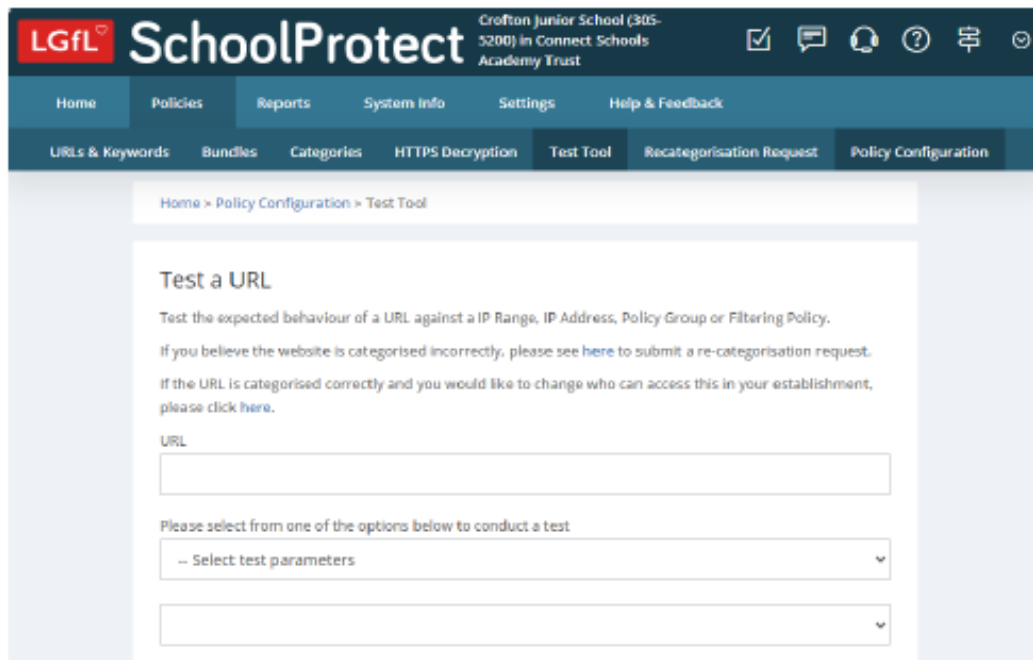 LGfL SchoolProtect
Crofton Junior School (305-
5200) in Connect Schools
Academy Trust
Home Policies Reports System Info Settings Help & Feedback
URLs & Keywords Bundles Categories HTTPS Decryption Test Tool Recategorisation Request Policy Configuration
Home > Policy Configuration > Test Tool
Test a URL
Test the expected behaviour of a URL against a IP Range, IP Address, Policy Group or Filtering Policy.
If you believe the website is categorised incorrectly, please see here to submit a re-categorisation request.
If the URL is categorised correctly and you would like to change who can access this in your establishment,
please click here.
URL
Please select from one of the options below to conduct a test
-- Select test parameters